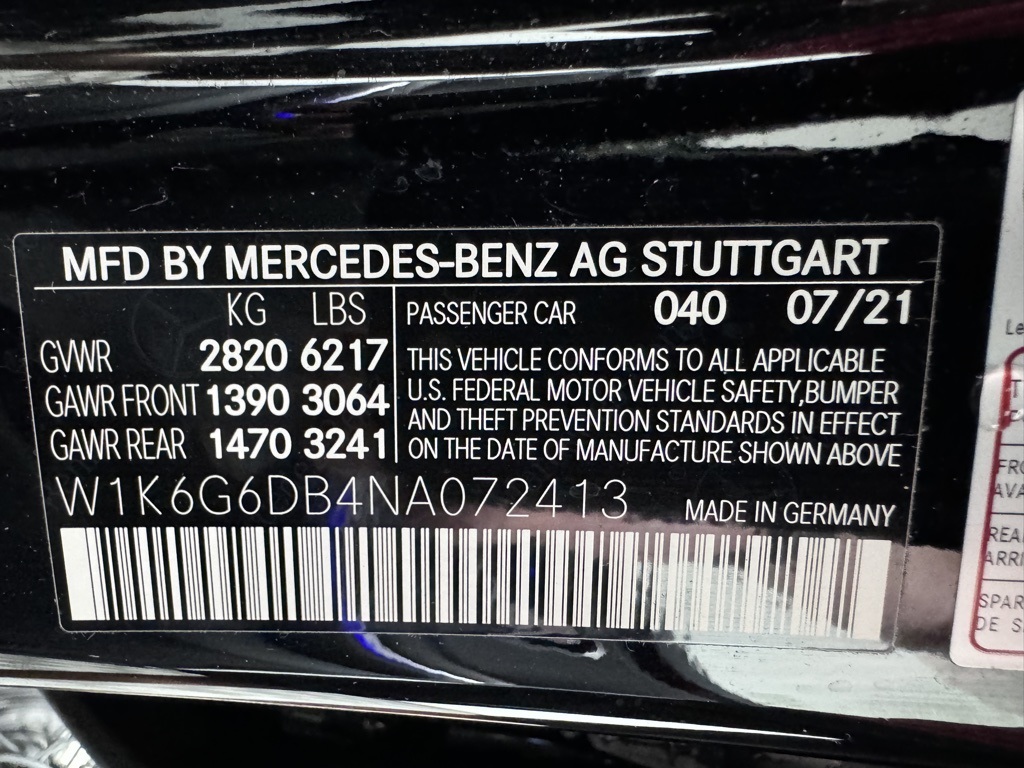 MFD BY MERCEDES-BENZ AG STUTTGART
KG LBS
GVWR 2820 6217
GAWR FRONT 1390 3064
GAWR REAR 1470 3241
PASSENGER CAR 040 07/21
THIS VEHICLE CONFORMS TO ALL APPLICABLE
U.S. FEDERAL MOTOR VEHICLE SAFETY,BUMPER
AND THEFT PREVENTION STANDARDS IN EFFECT
ON THE DATE OF MANUFACTURE SHOWN ABOVE
W1K6G6DB4NA072413
MADE IN GERMANY